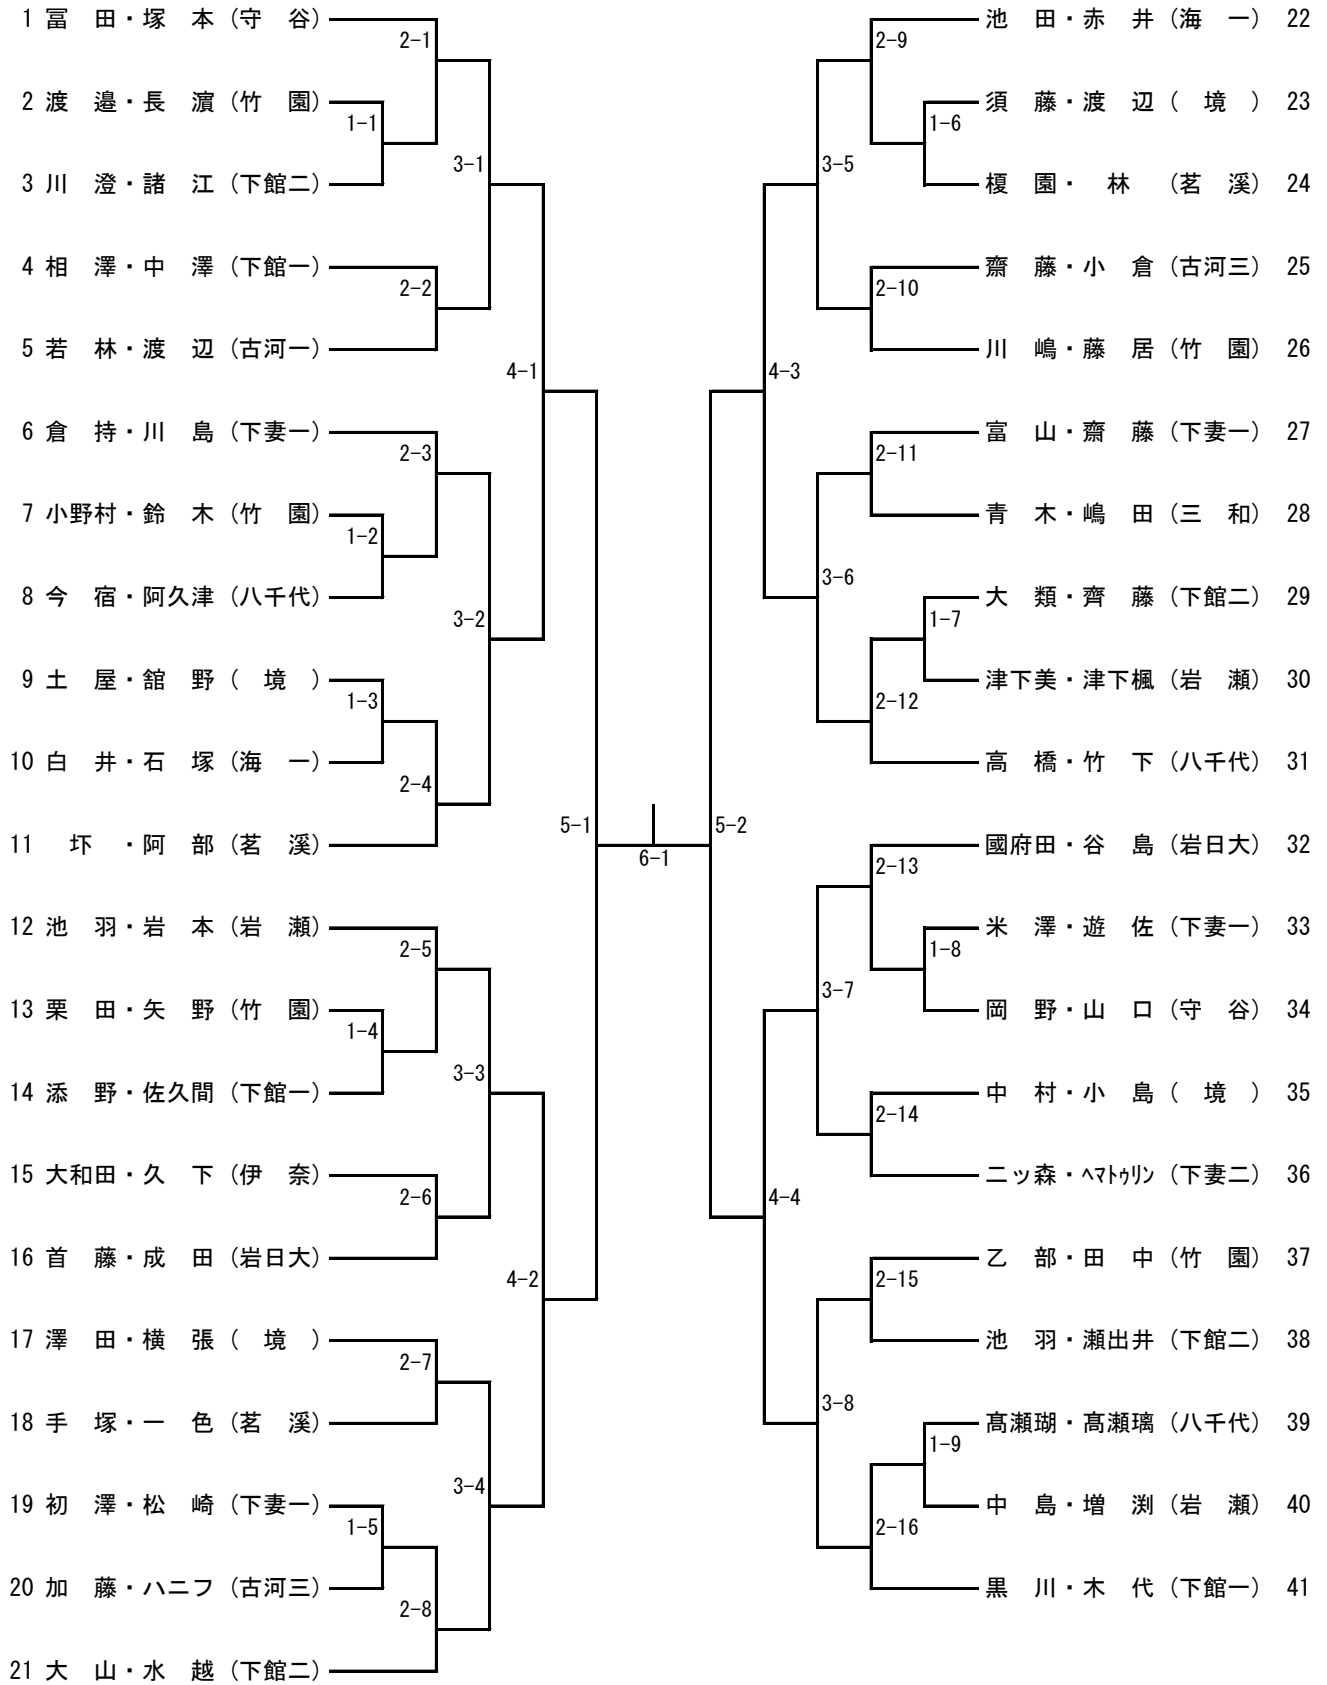 1 冨　田・塚　本（守　谷）
2-1
2 渡　邉・長　濵（竹　園）
1-1
3 川　澄・諸　江（下館二）
3-1
4 相　澤・中　澤（下館一）
2-2
5 若　林・渡　辺（古河一）
4-1
6 倉　持・川　島（下妻一）
2-3
7 小野村・鈴　木（竹　園）
1-2
8 今　宿・阿久津（八千代）
3-2
9 土　屋・舘　野（　境　）
1-3
10 白　井・石　塚（海　一）
2-4
11 　圷　・阿　部（茗　溪）
5-1
12 池　羽・岩　本（岩　瀬）
2-5
13 栗　田・矢　野（竹　園）
1-4
14 添　野・佐久間（下館一）
3-3
15 大和田・久　下（伊　奈）
2-6
16 首　藤・成　田（岩日大）
4-2
17 澤　田・横　張（　境　）
2-7
18 手　塚・一　色（茗　溪）
3-4
19 初　澤・松　崎（下妻一）
1-5
20 加　藤・ハニフ（古河三）
2-8
21 大　山・水　越（下館二）
6-1
池　田・赤　井（海　一） 22
2-9
須　藤・渡　辺（　境　） 23
1-6
榎　園・　林　（茗　溪） 24
3-5
齋　藤・小　倉（古河三） 25
2-10
川　嶋・藤　居（竹　園） 26
4-3
富　山・齋　藤（下妻一） 27
2-11
青　木・嶋　田（三　和） 28
3-6
大　類・齊　藤（下館二） 29
1-7
津下美・津下楓（岩　瀬） 30
2-12
高　橋・竹　下（八千代） 31
5-2
國府田・谷　島（岩日大） 32
2-13
米　澤・遊　佐（下妻一） 33
1-8
岡　野・山　口（守　谷） 34
3-7
中　村・小　島（　境　） 35
2-14
二ッ森・ﾍﾏﾄｩﾘﾝ（下妻二） 36
4-4
乙　部・田　中（竹　園） 37
2-15
池　羽・瀬出井（下館二） 38
3-8
髙瀬瑚・髙瀬璃（八千代） 39
1-9
中　島・増　渕（岩　瀬） 40
2-16
黒　川・木　代（下館一） 41